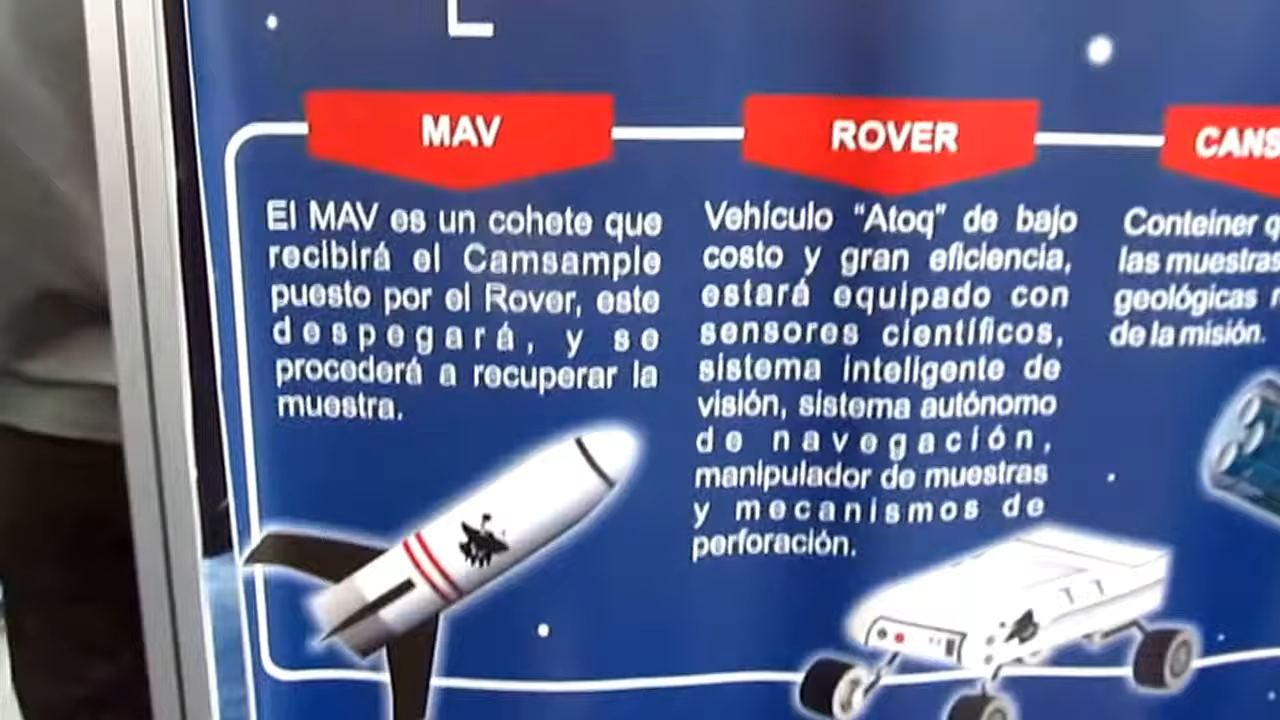 MAV
El MAV es un cohete que
recibirá el Camsample
puesto por el Rover, este
despegará, y se
procederá a recuperar la
muestra.
ROVER
Vehículo “Atoq” de bajo
costo y gran eficiencia,
estará equipado con
sensores científicos,
sistema inteligente de
visión, sistema autónomo
de navegación,
manipulador de muestras
y mecanismos de
perforación.
CANS
Conteiner q
las muestras
geológicas
de la misión.